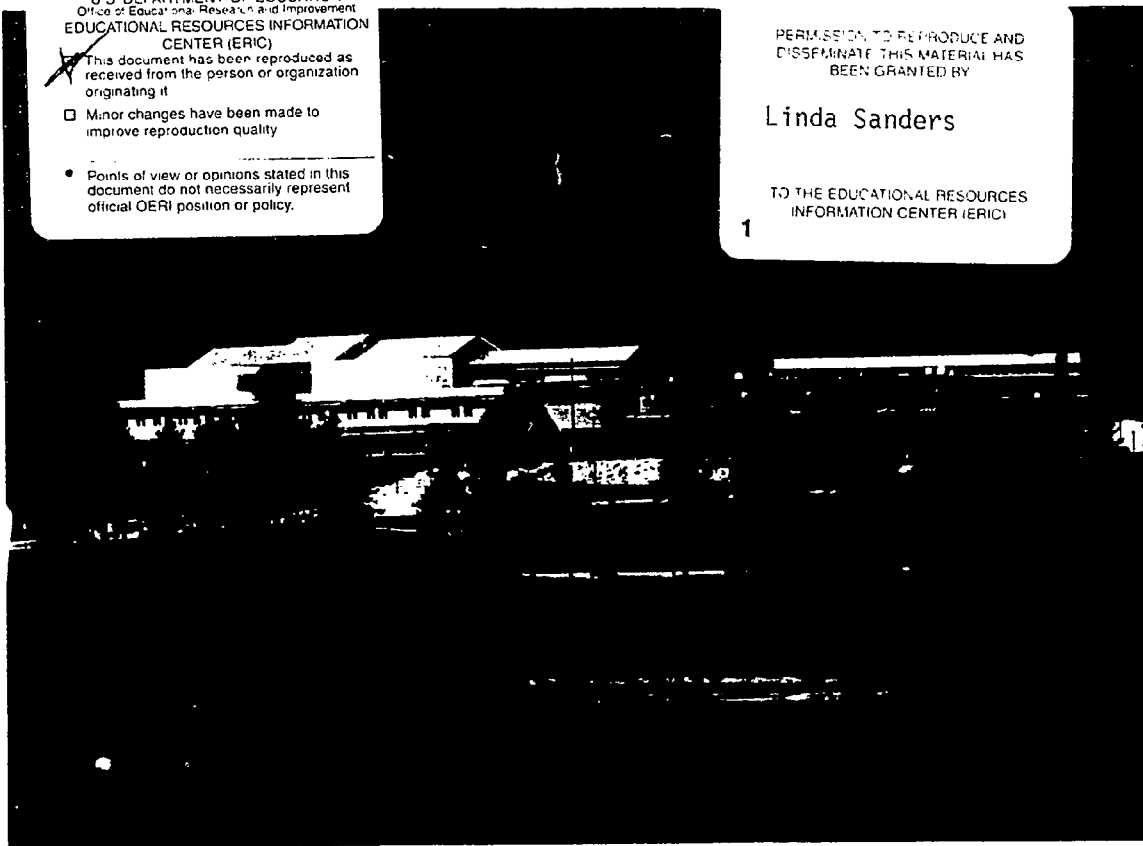 U S DEPARTMENT OF
Office of Educational Research and Improvement
EDUCATIONAL RESOURCES INFORMATION
CENTER (ERIC)
This document has been reproduced as
received from the person or organization
originating it
Minor changes have been made to
improve reproduction quality
Points of view or opinions stated in this
document do not necessarily represent
official OERI position or policy.
PERMISSION TO REPRODUCE AND
DISSEMINATE THIS MATERIAL HAS
BEEN GRANTED BY
Linda Sanders
TO THE EDUCATIONAL RESOURCES
INFORMATION CENTER (ERIC)
1